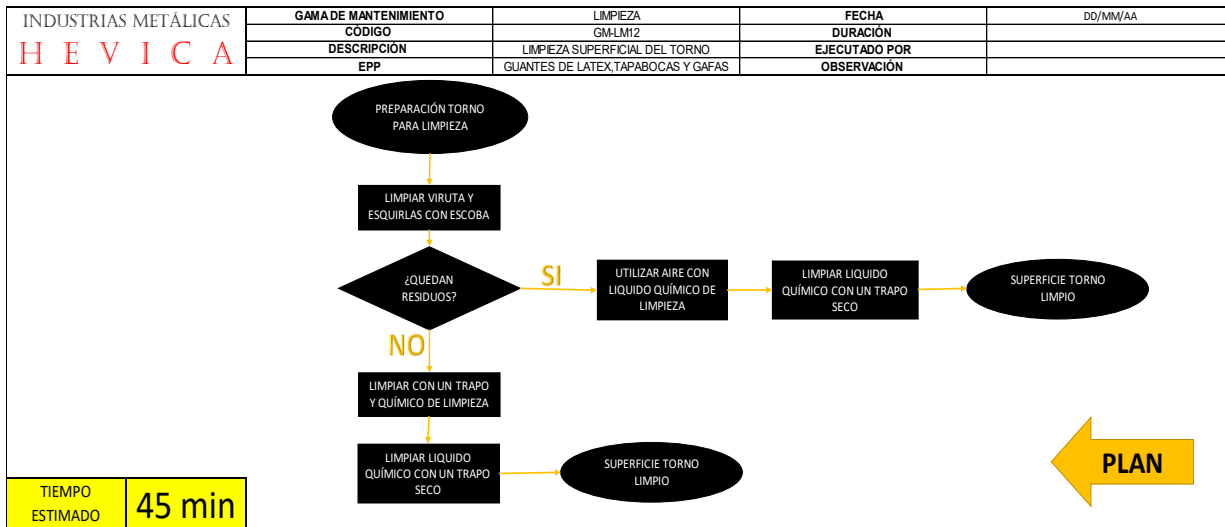 INDUSTRIAS METÁLICAS
HEVICA
GAMA DE MANTENIMIENTO LIMPIEZA FECHA DD/MM/AA
CÓDIGO GM-LM12 DURACIÓN
DESCRIPCIÓN LIMPIEZA SUPERFICIAL DEL TORNO EJECUTADO POR
EPP GUANTES DE LATEX,TAPABOCAS Y GAFAS OBSERVACIÓN
PREPARACIÓN TORNO
PARA LIMPIEZA
LIMPIAR VIRUTA Y
ESQUIRLAS CON ESCOBA
¿QUEDAN
RESIDUOS?
SI
UTILIZAR AIRE CON
LIQUIDO QUÍMICO DE
LIMPIEZA
LIMPIAR LIQUIDO
QUÍMICO CON UN TRAPO
SECO
SUPERFICIE TORNO
LIMPIO
NO
LIMPIAR CON UN TRAPO
Y QUÍMICO DE LIMPIEZA
LIMPIAR LIQUIDO
QUÍMICO CON UN TRAPO
SECO
SUPERFICIE TORNO
LIMPIO
PLAN
TIEMPO
ESTIMADO
45 min